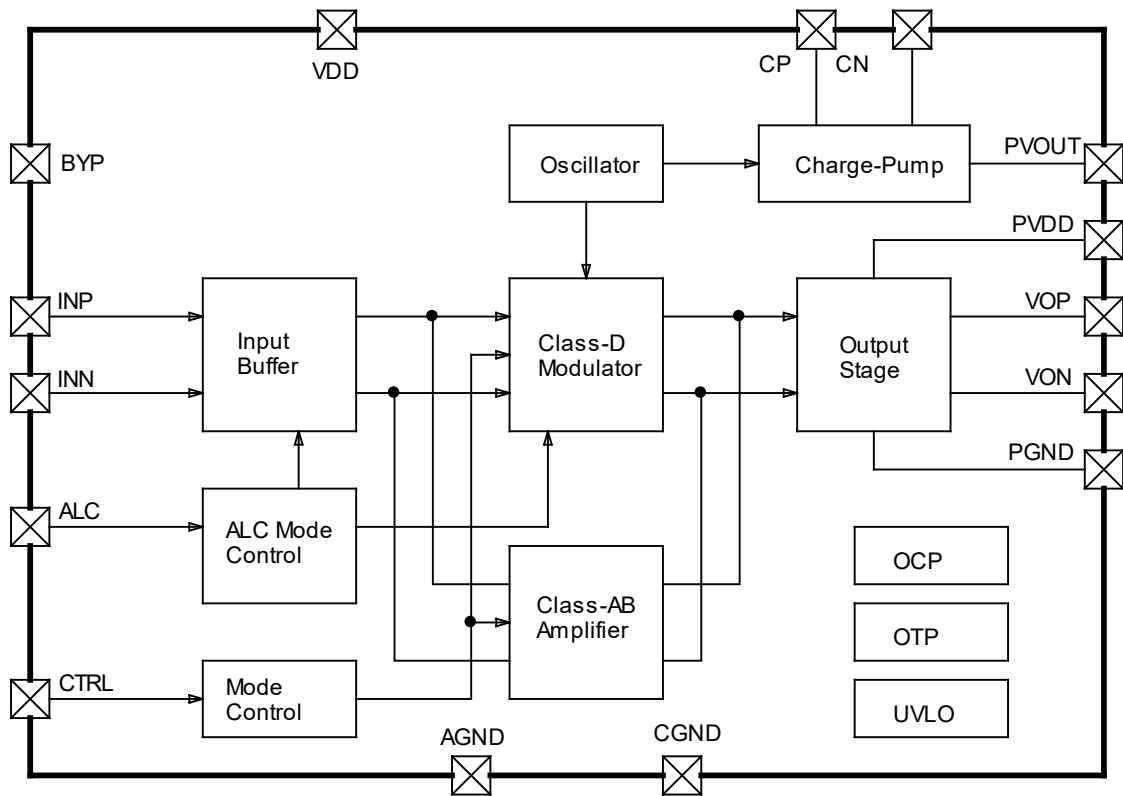 VDD
CP
CN
BYP
Oscillator
Charge-Pump
PVOUT
PVDD
INP
Input
Buffer
Class-D
Modulator
Output
Stage
VOP
INN
VON
PGND
ALC
ALC Mode
Control
OCP
Class-AB
Amplifier
OTP
CTRL
Mode
Control
UVLO
AGND
CGND